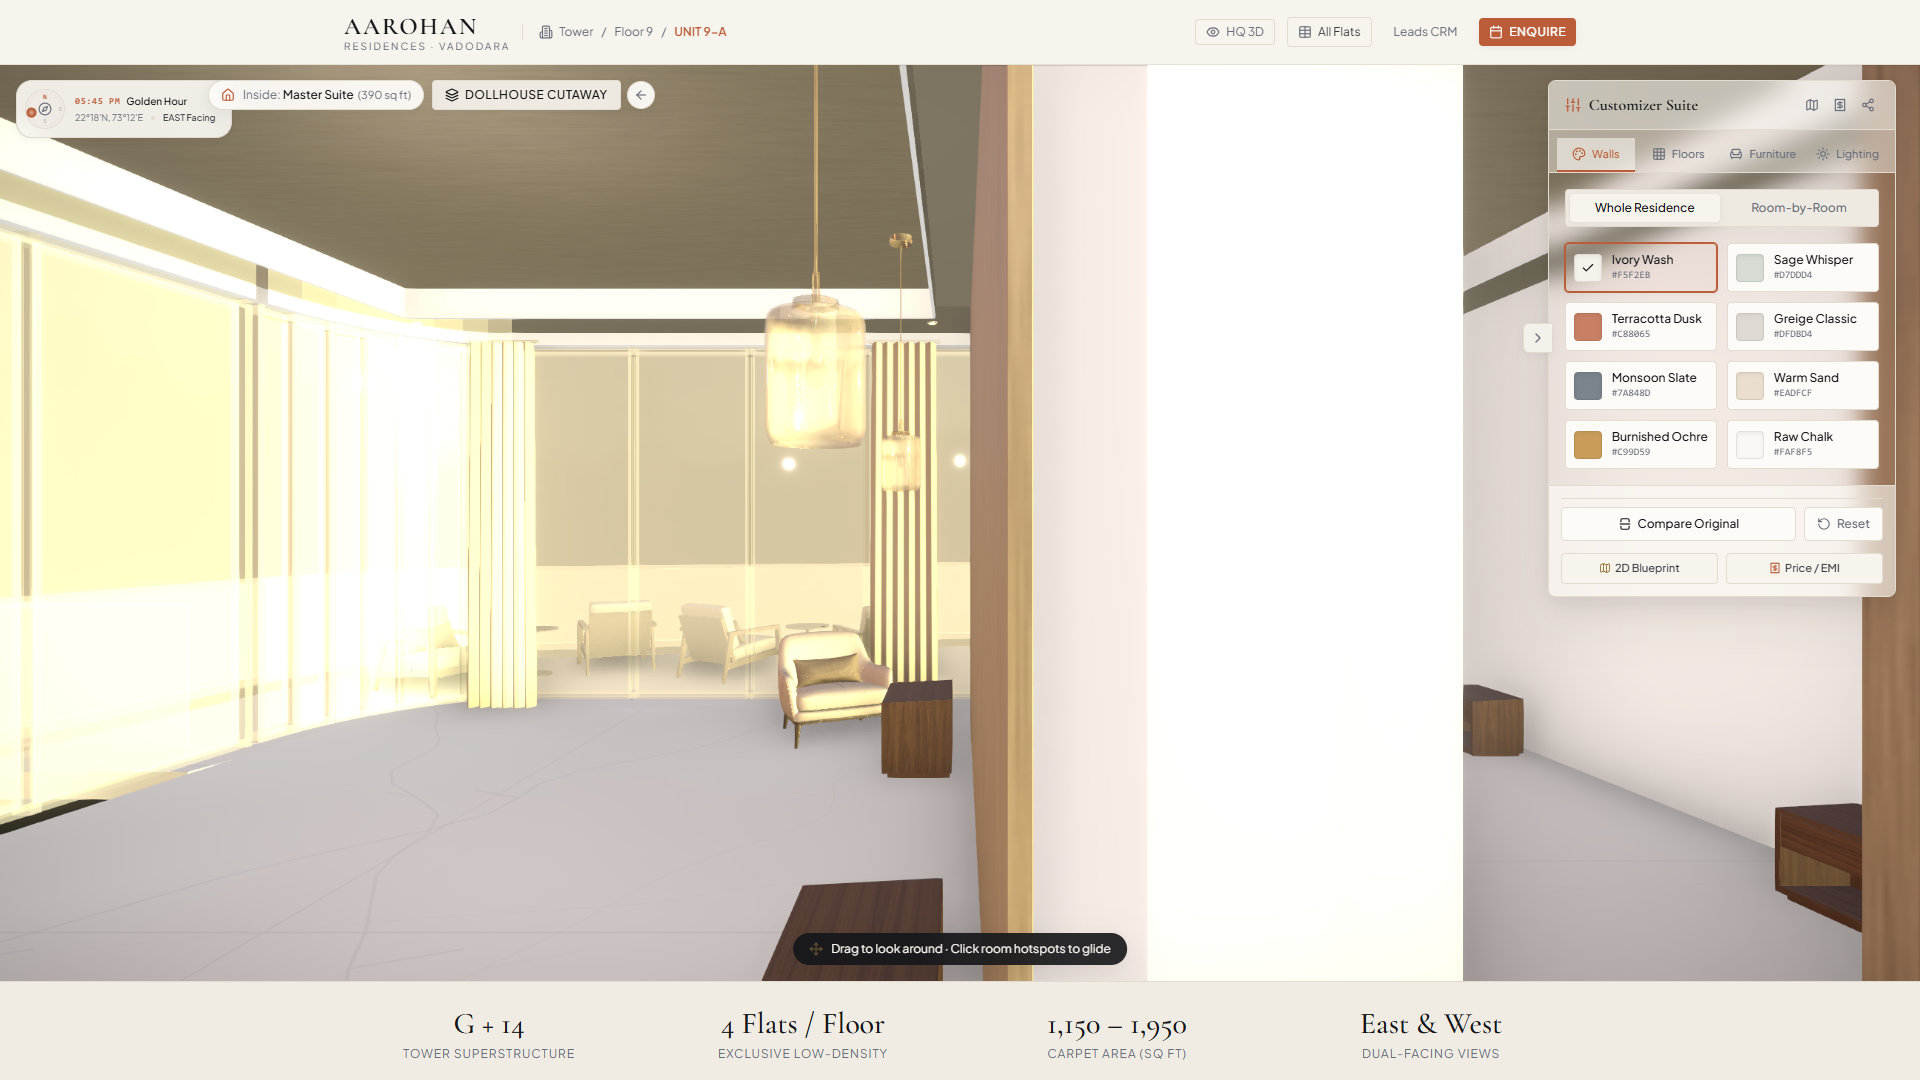 AAROHAN
RESIDENCES · VADODARA
Tower / Floor 9 / UNIT 9-A
HQ 3D
All Flats
Leads CRM
ENQUIRE
N
05:45 PM Golden Hour
22°18'N, 73°12'E EAST Facing
Inside: Master Suite (390 sq ft)
DOLLHOUSE CUTAWAY
Customizer Suite
Walls
Floors
Furniture
Lighting
Whole Residence
Room-by-Room
Ivory Wash
#F5F2EB
Sage Whisper
#D7DDD4
Terracotta Dusk
#C88065
Greige Classic
#DFDBD4
Monsoon Slate
#7A848D
Warm Sand
#EADFCF
Burnished Ochre
#C99D59
Raw Chalk
#FAF8F5
Compare Original
Reset
2D Blueprint
Price / EMI
Drag to look around · Click room hotspots to glide
G + 14
TOWER SUPERSTRUCTURE
4 Flats / Floor
EXCLUSIVE LOW-DENSITY
1,150 – 1,950
CARPET AREA (SQ FT)
East & West
DUAL-FACING VIEWS